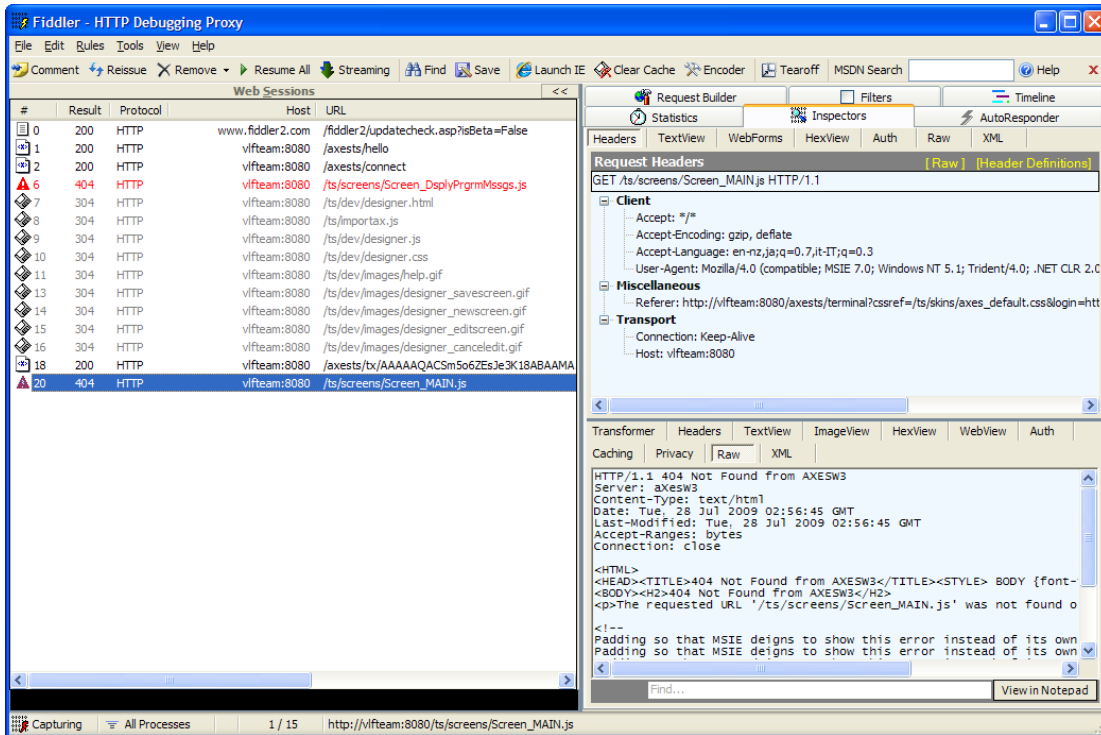 Fiddler - HTTP Debugging Proxy
File Edit Rules Tools View Help
Comment Reissue Remove Resume All Streaming Find Save Launch IE Clear Cache Encoder Tearoff MSDN Search Help x
Web Sessions <<
# Result Protocol Host URL
0 200 HTTP www.fiddler2.com /fiddler2/updatecheck.asp?isBeta=False
1 200 HTTP vlfteam:8080 /axests/hello
2 200 HTTP vlfteam:8080 /axests/connect
6 404 HTTP vlfteam:8080 /ts/screens/Screen_DsplyPrgrmMssgs.js
7 304 HTTP vlfteam:8080 /ts/dev/designer.html
8 304 HTTP vlfteam:8080 /ts/importax.js
9 304 HTTP vlfteam:8080 /ts/dev/designer.js
10 304 HTTP vlfteam:8080 /ts/dev/designer.css
11 304 HTTP vlfteam:8080 /ts/dev/images/help.gif
13 304 HTTP vlfteam:8080 /ts/dev/images/designer_savescreen.gif
14 304 HTTP vlfteam:8080 /ts/dev/images/designer_newscreen.gif
15 304 HTTP vlfteam:8080 /ts/dev/images/designer_editscreen.gif
16 304 HTTP vlfteam:8080 /ts/dev/images/designer_canceledit.gif
18 200 HTTP vlfteam:8080 /axests/tx/AAAAAQACSm5o6ZEsJe3K18ABAAMA
20 404 HTTP vlfteam:8080 /ts/screens/Screen_MAIN.js
Request Builder Filters Timeline
Statistics Inspectors AutoResponder
Headers TextView WebForms HexView Auth Raw XML
Request Headers [ Raw ] [Header Definitions]
GET /ts/screens/Screen_MAIN.js HTTP/1.1
Client
Accept: */*
Accept-Encoding: gzip, deflate
Accept-Language: en-nz,ja;q=0.7,it-IT;q=0.3
User-Agent: Mozilla/4.0 (compatible; MSIE 7.0; Windows NT 5.1; Trident/4.0; .NET CLR 2.0
Miscellaneous
Referer: http://vlfteam:8080/axests/terminal?cssref=/ts/skins/axes_default.css&login=htt
Transport
Connection: Keep-Alive
Host: vlfteam:8080
Transformer Headers TextView ImageView HexView WebView Auth
Caching Privacy Raw XML
HTTP/1.1 404 Not Found from AXESW3
Server: aXesW3
Content-Type: text/html
Date: Tue, 28 Jul 2009 02:56:45 GMT
Last-Modified: Tue, 28 Jul 2009 02:56:45 GMT
Accept-Ranges: bytes
Connection: close
<HTML>
<HEAD><TITLE>404 Not Found from AXESW3</TITLE><STYLE> BODY {font-
<BODY><H2>404 Not Found from AXESW3</H2>
<p>The requested URL '/ts/screens/Screen_MAIN.js' was not found o
<!--
Padding so that MSIE deigns to show this error instead of its own
Padding so that MSIE deigns to show this error instead of its own
Find...
View in Notepad
Capturing All Processes 1 / 15 http://vlfteam:8080/ts/screens/Screen_MAIN.js